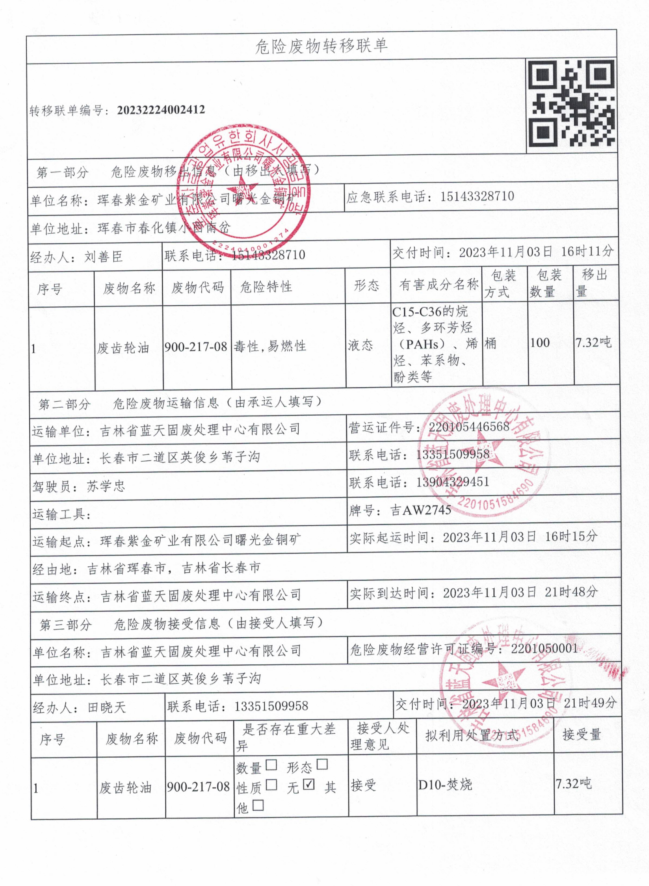 危险废物转移联单
转移联单编号：20232224002412
第一部分 危险废物移出信息（由移出人填写）
单位名称：珲春紫金矿业有限公司曙光金铜矿 应急联系电话：15143328710
单位地址：珲春市春化镇小西南岔
经办人：刘善臣 联系电话：15143328710 交付时间：2023年11月03日 16时11分
序号 废物名称 废物代码 危险特性 形态 有害成分名称 包装方式 包装数量 移出量
1 废齿轮油 900-217-08 毒性,易燃性 液态 C15-C36的烷烃、多环芳烃（PAHs）、烯烃、苯系物、酚类等 桶 100 7.32吨
第二部分 危险废物运输信息（由承运人填写）
运输单位：吉林省蓝天固废处理中心有限公司 营运证件号：220105446568
单位地址：长春市二道区英俊乡苇子沟 联系电话：13351509958
驾驶员：苏学忠 联系电话：13904329451
运输工具： 牌号：吉AW2745
运输起点：珲春紫金矿业有限公司曙光金铜矿 实际起运时间：2023年11月03日 16时15分
经由地：吉林省珲春市，吉林省长春市
运输终点：吉林省蓝天固废处理中心有限公司 实际到达时间：2023年11月03日 21时48分
第三部分 危险废物接受信息（由接受人填写）
单位名称：吉林省蓝天固废处理中心有限公司 危险废物经营许可证编号：2201050001
单位地址：长春市二道区英俊乡苇子沟
经办人：田晓天 联系电话：13351509958 交付时间：2023年11月03日 21时49分
序号 废物名称 废物代码 是否存在重大差异 接受人处理意见 拟利用处置方式 接受量
1 废齿轮油 900-217-08 数量☐ 形态☐ 性质☐ 无☑ 其他☐ 接受 D10-焚烧 7.32吨
吉林省蓝天固废处理中心有限公司
2201051584690